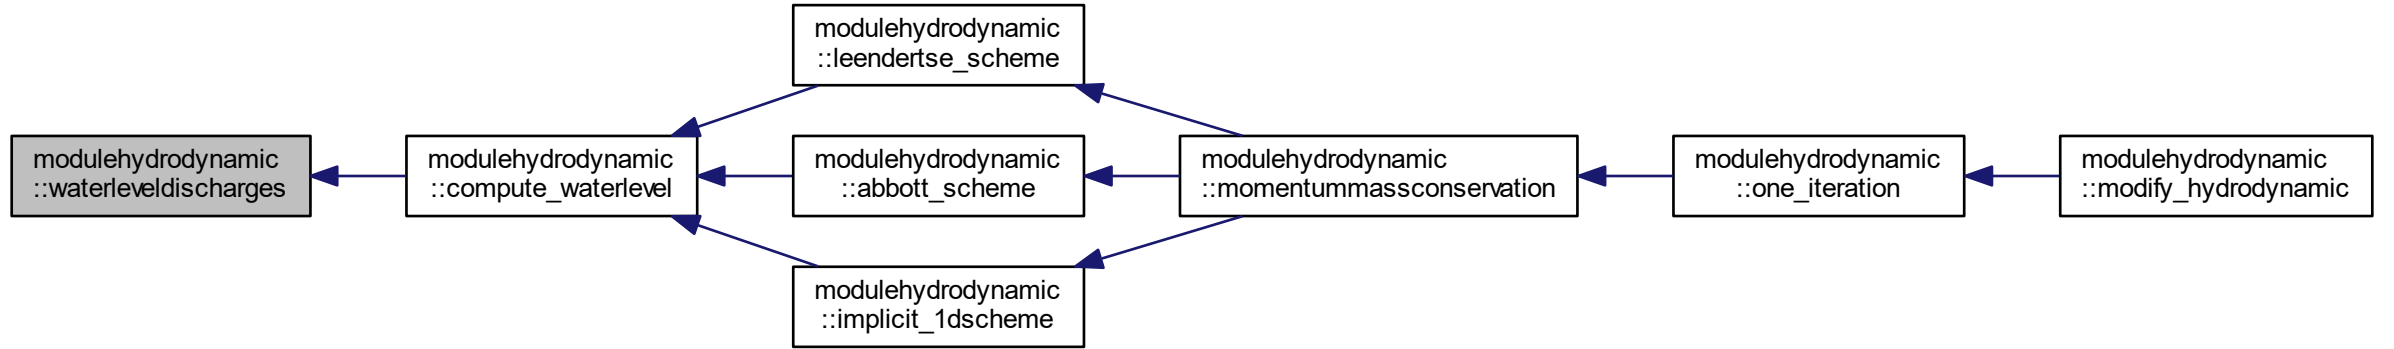 modulehydrodynamic
::waterleveldischarges
modulehydrodynamic
::compute_waterlevel
modulehydrodynamic
::leendertse_scheme
modulehydrodynamic
::abbott_scheme
modulehydrodynamic
::implicit_1dscheme
modulehydrodynamic
::momentummassconservation
modulehydrodynamic
::one_iteration
modulehydrodynamic
::modify_hydrodynamic